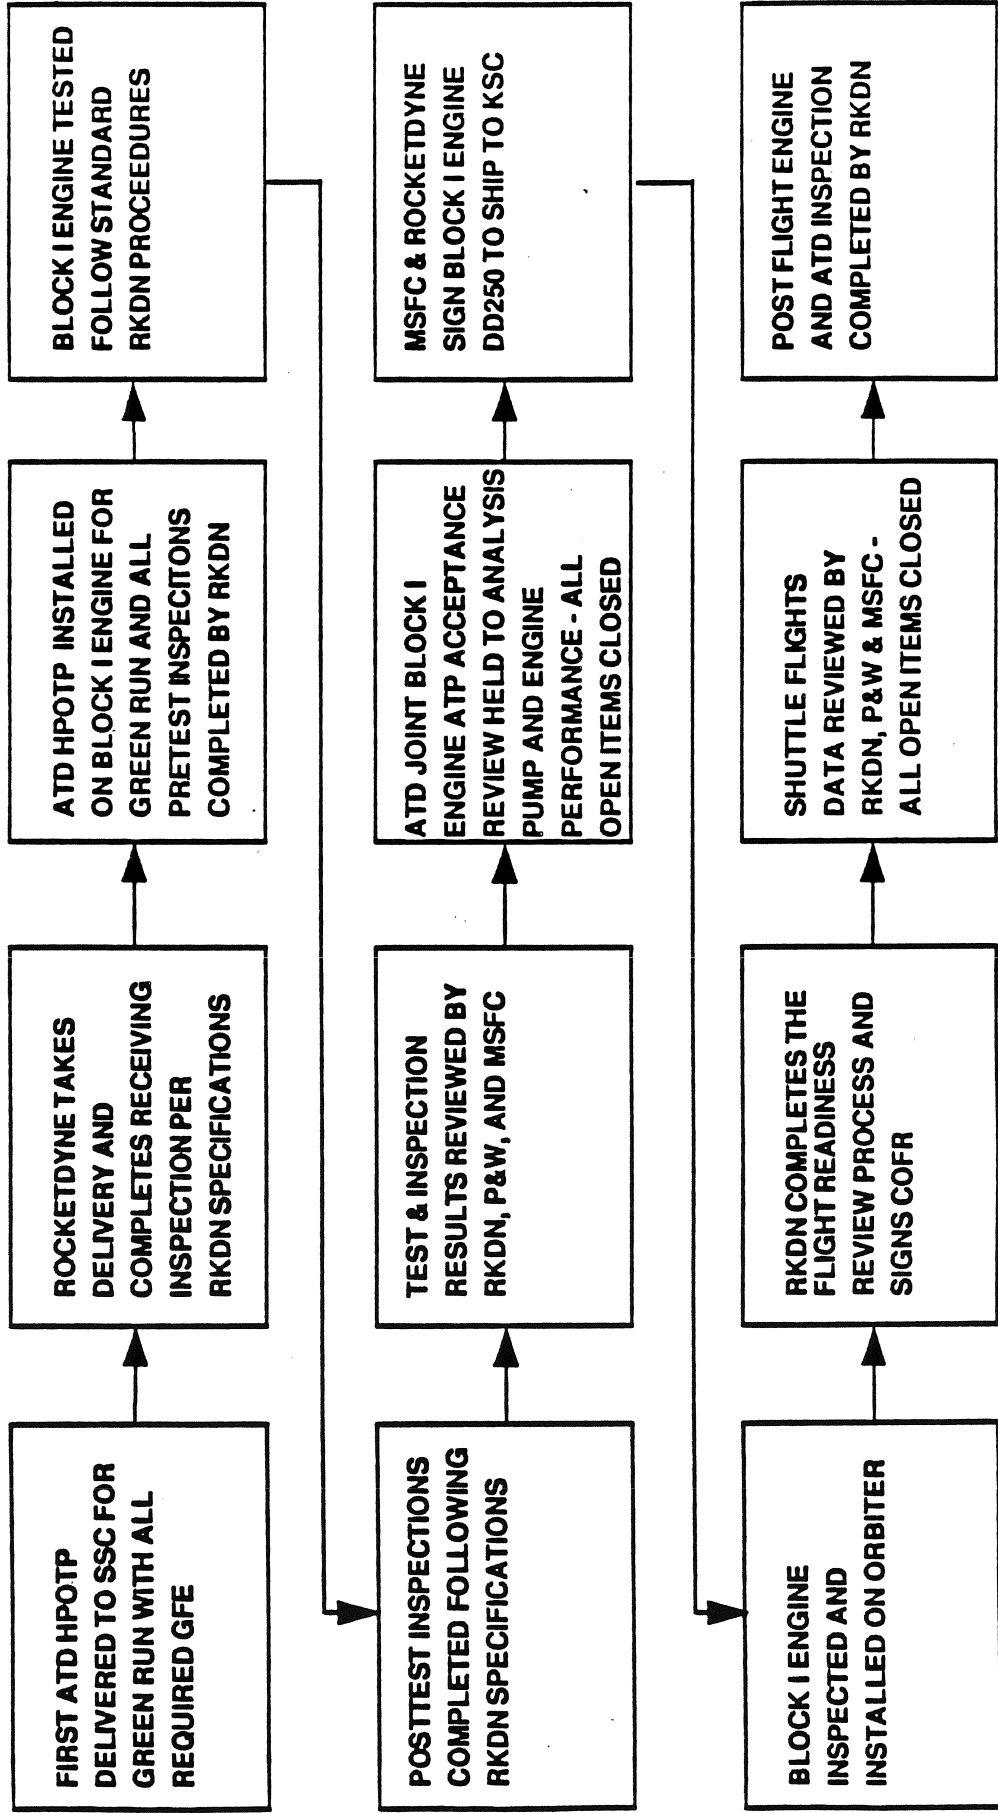 FIRST ATD HPOTP
DELIVERED TO SSC FOR
GREEN RUN WITH ALL
REQUIRED GFE
ROCKETDYNE TAKES
DELIVERY AND
COMPLETES RECEIVING
INSPECTION PER
RKDN SPECIFICATIONS
ATD HPOTP INSTALLED
ON BLOCK I ENGINE FOR
GREEN RUN AND ALL
PRETEST INSPECITONS
COMPLETED BY RKDN
BLOCK I ENGINE TESTED
FOLLOW STANDARD
RKDN PROCEEDURES
POSTTEST INSPECTIONS
COMPLETED FOLLOWING
RKDN SPECIFICATIONS
TEST & INSPECTION
RESULTS REVIEWED BY
RKDN, P&W, AND MSFC
ATD JOINT BLOCK I
ENGINE ATP ACCEPTANCE
REVIEW HELD TO ANALYSIS
PUMP AND ENGINE
PERFORMANCE - ALL
OPEN ITEMS CLOSED
MSFC & ROCKETDYNE
SIGN BLOCK I ENGINE
DD250 TO SHIP TO KSC
BLOCK I ENGINE
INSPECTED AND
INSTALLED ON ORBITER
RKDN COMPLETES THE
FLIGHT READINESS
REVIEW PROCESS AND
SIGNS COFR
SHUTTLE FLIGHTS
DATA REVIEWED BY
RKDN, P&W & MSFC -
ALL OPEN ITEMS CLOSED
POST FLIGHT ENGINE
AND ATD INSPECTION
COMPLETED BY RKDN